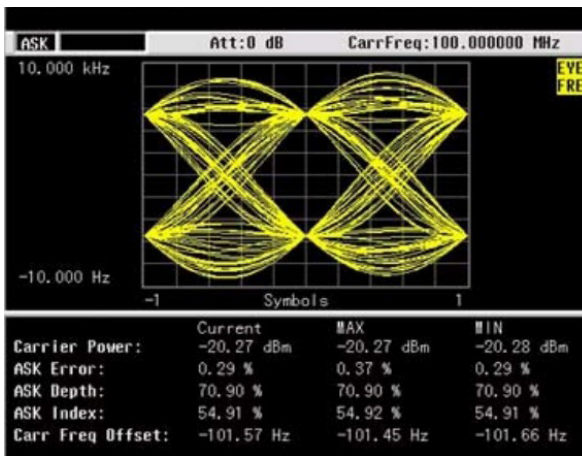 ASK Att:0 dB CarrFreq:100.000000 MHz
10.000 kHz
EYE
FRE
-10.000 Hz
-1 Symbols 1
Current MAX MIN
Carrier Power: -20.27 dBm -20.27 dBm -20.28 dBm
ASK Error: 0.29 % 0.37 % 0.29 %
ASK Depth: 70.90 % 70.90 % 70.90 %
ASK Index: 54.91 % 54.92 % 54.91 %
Carr Freq Offset: -101.57 Hz -101.45 Hz -101.66 Hz